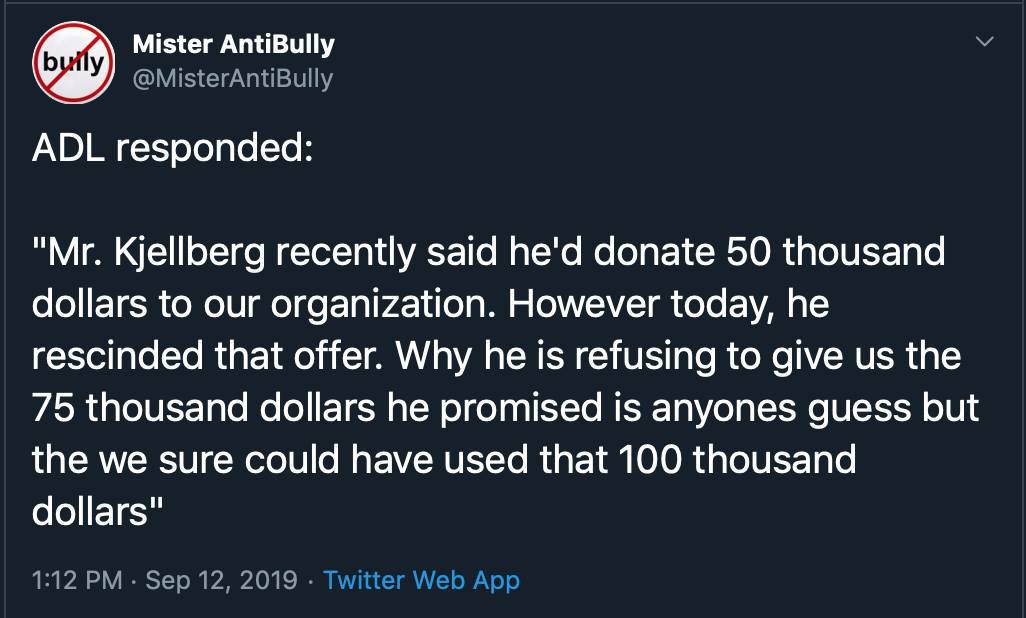 bully
Mister AntiBully
@MisterAntiBully
ADL responded:
"Mr. Kjellberg recently said he'd donate 50 thousand
dollars to our organization. However today, he
rescinded that offer. Why he is refusing to give us the
75 thousand dollars he promised is anyones guess but
the we sure could have used that 100 thousand
dollars"
1:12 PM · Sep 12, 2019 · Twitter Web App